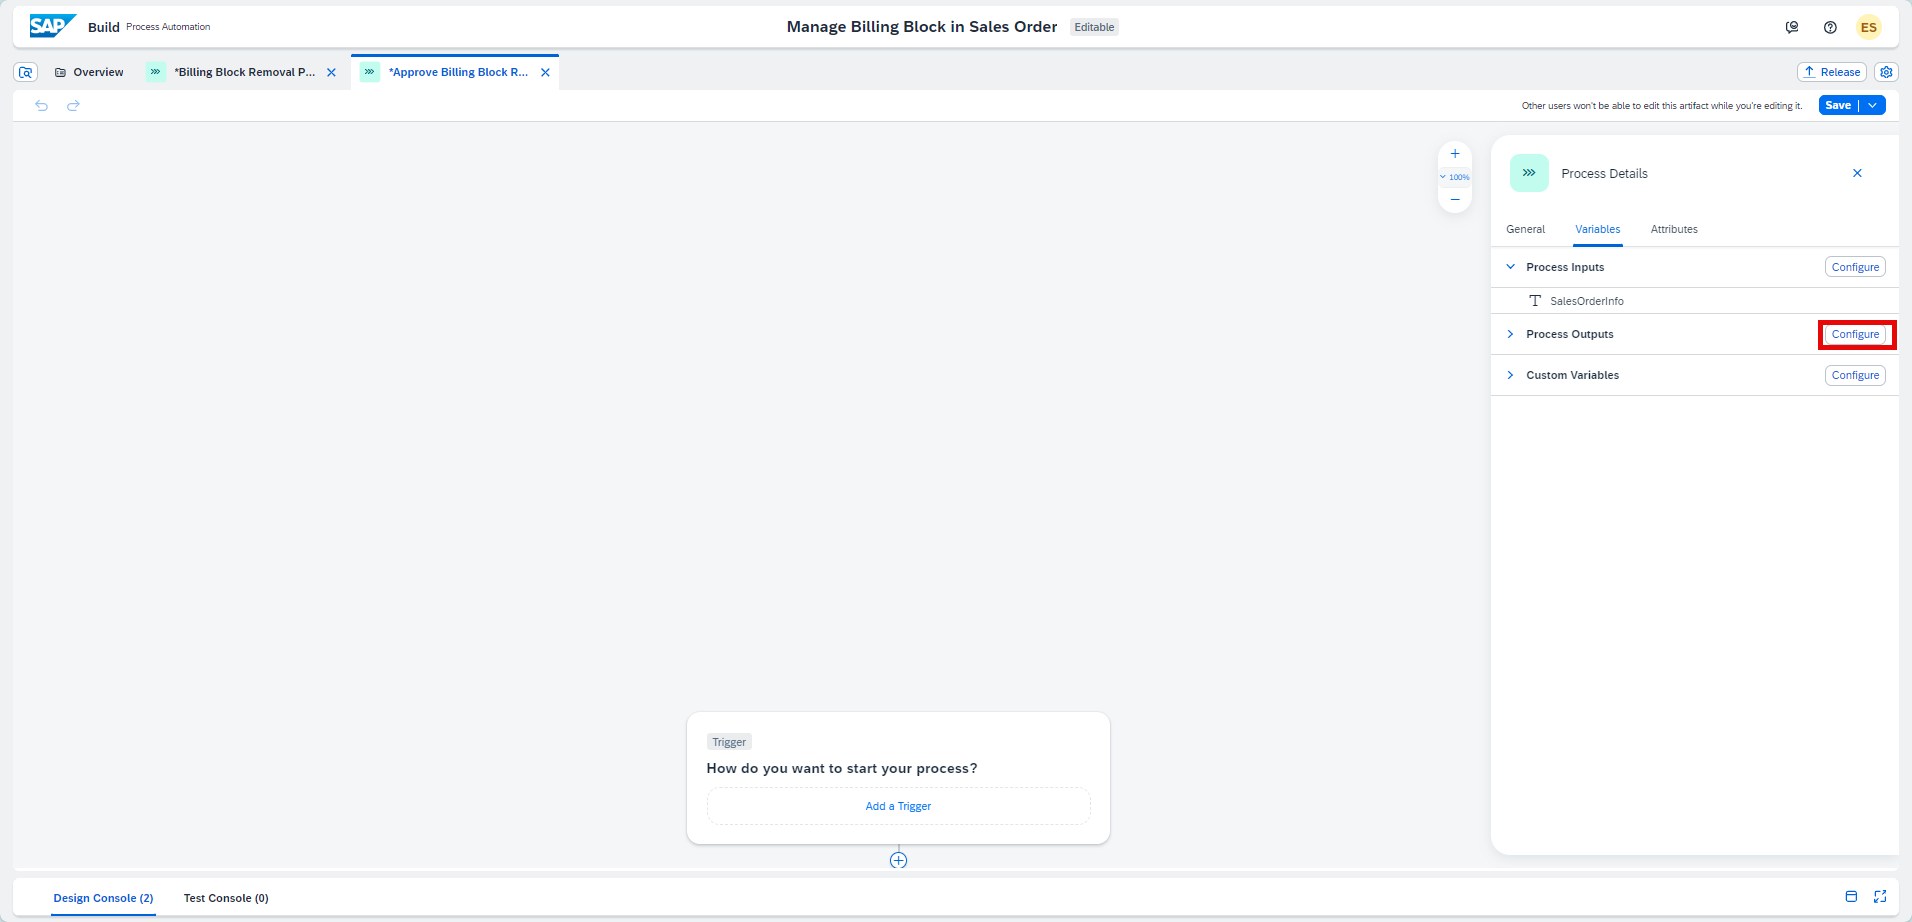 SAP Build Process Automation
Manage Billing Block in Sales Order Editable
ES
Overview
*Billing Block Removal P...
*Approve Billing Block R...
Release
Other users won't be able to edit this artifact while you're editing it.
Save
100%
Process Details
General Variables Attributes
Process Inputs Configure
SalesOrderInfo
Process Outputs Configure
Custom Variables Configure
Trigger
How do you want to start your process?
Add a Trigger
Design Console (2) Test Console (0)